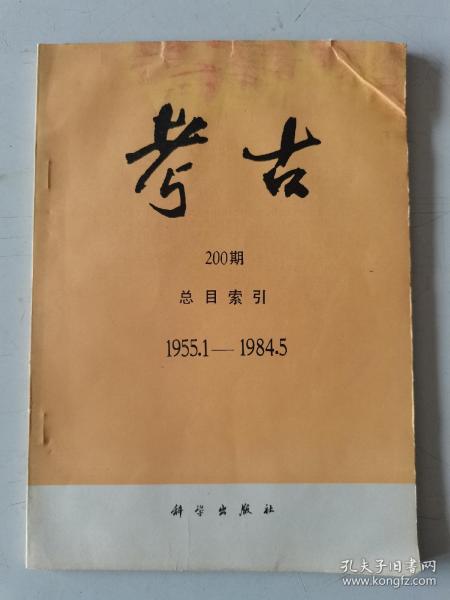 考古
200期
总目索引
1955.1—1984.5
科学出版社
孔夫子旧书网
www.kongfz.com